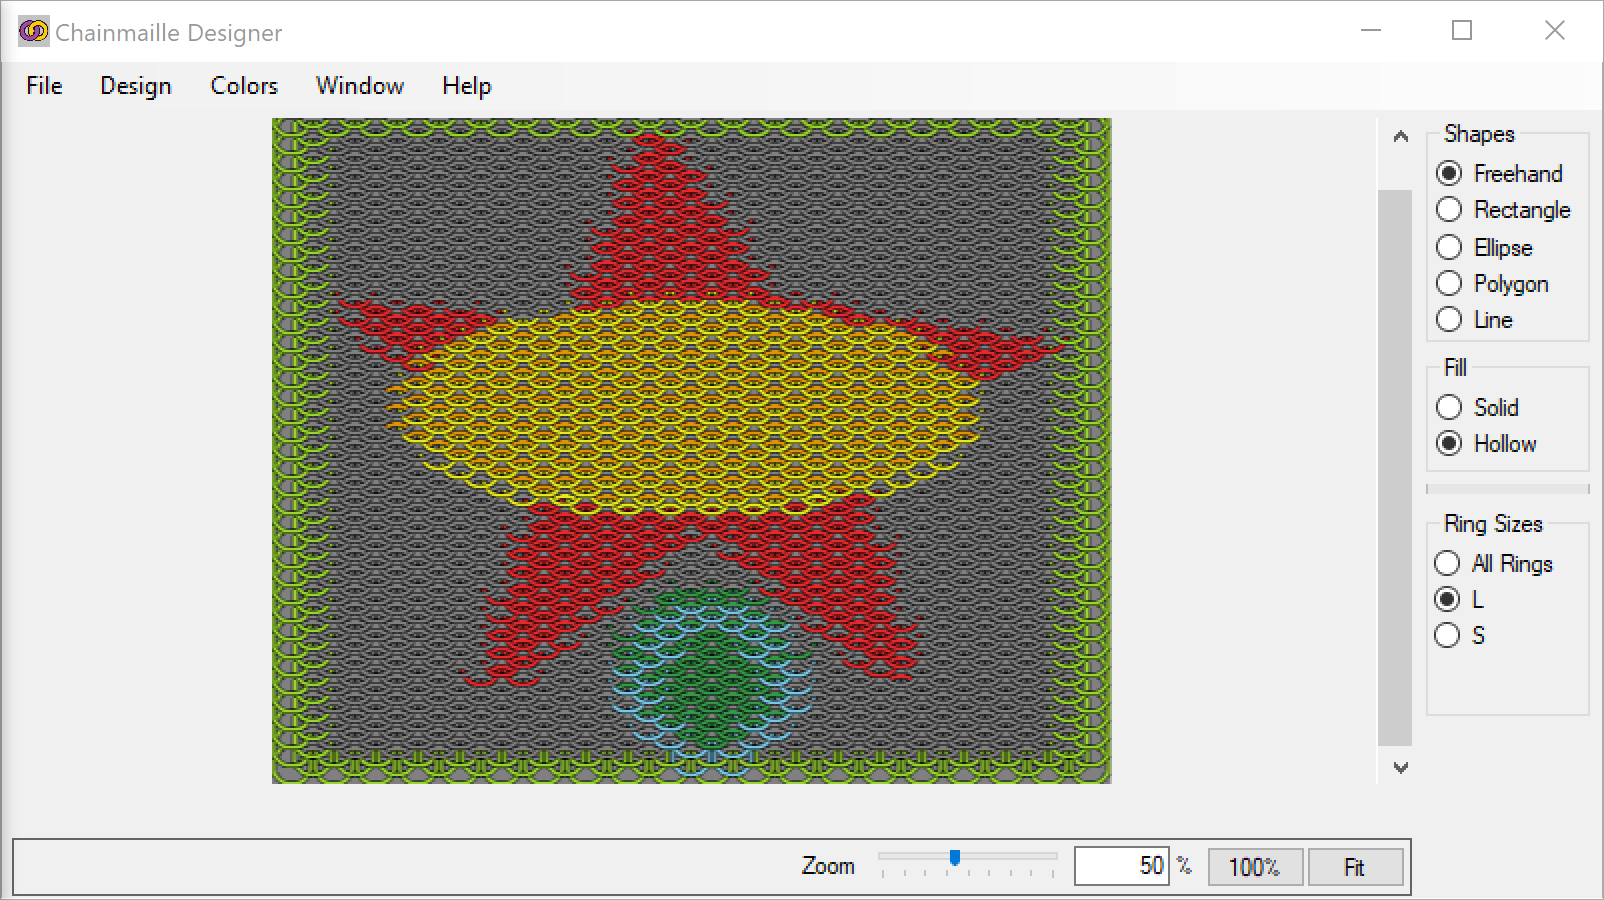 Chainmaille Designer
File Design Colors Window Help
Shapes
Freehand
Rectangle
Ellipse
Polygon
Line
Fill
Solid
Hollow
Ring Sizes
All Rings
L
S
Zoom 50 % 100% Fit